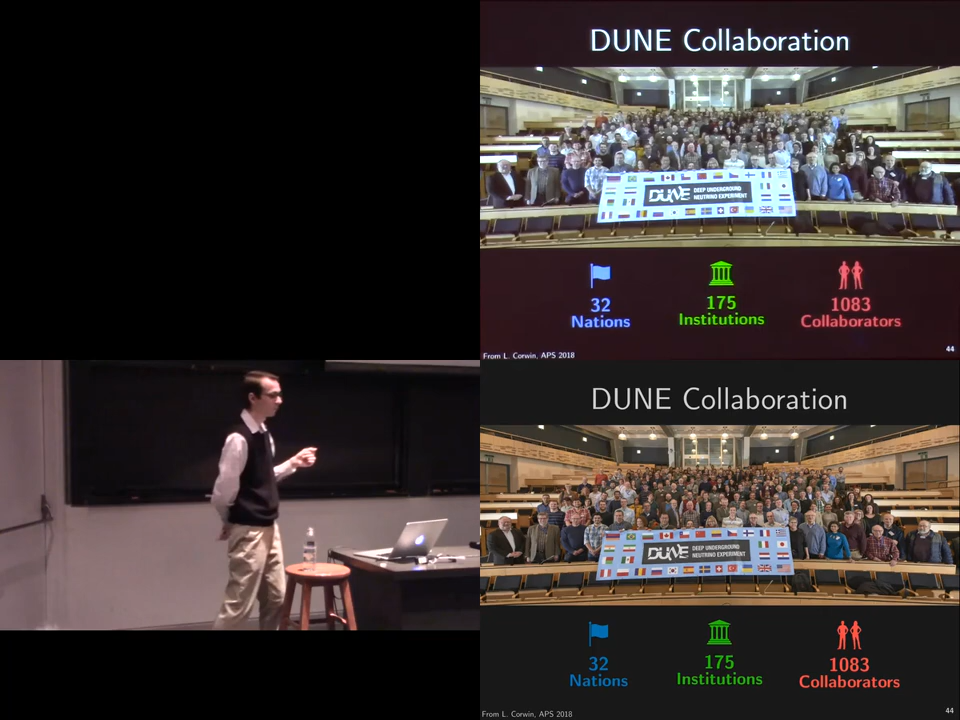 DUNE Collaboration
DUNE DEEP UNDERGROUND
NEUTRINO EXPERIMENT
32
Nations
175
Institutions
1083
Collaborators
From L. Corwin, APS 2018
44
DUNE Collaboration
DUNE DEEP UNDERGROUND
NEUTRINO EXPERIMENT
32
Nations
175
Institutions
1083
Collaborators
From L. Corwin, APS 2018
44